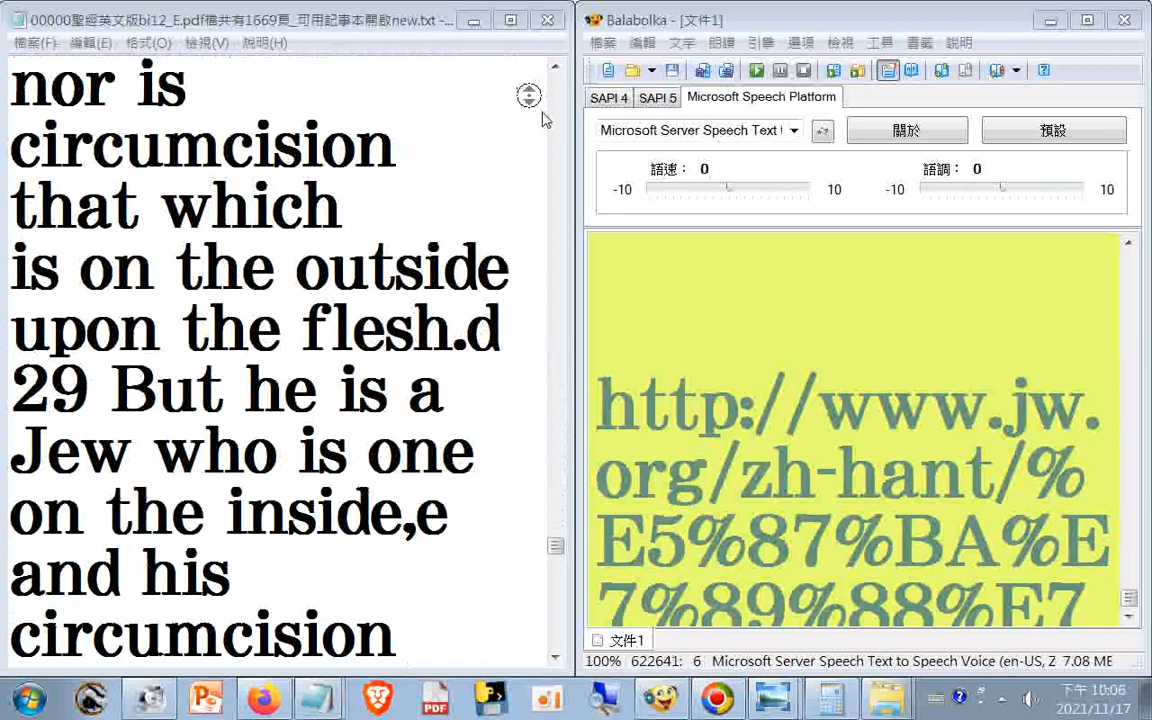 00000聖經英文版bi12_E.pdf檔共有1669頁_可用記事本開啟new.txt -...
檔案(F) 編輯(E) 格式(O) 檢視(V) 說明(H)
nor is
circumcision
that which
is on the outside
upon the flesh.d
29 But he is a
Jew who is one
on the inside,e
and his
circumcision
Balabolka - [文件1]
檔案 編輯 文字 朗讀 引擎 選項 檢視 工具 書籤 說明
SAPI 4 SAPI 5 Microsoft Speech Platform
Microsoft Server Speech Text
關於 預設
語速： 0 語調： 0
-10 10 -10 10
http://www.jw.
org/zh-hant/%
E5%87%BA%E
7%89%88%E7
文件1
100% 622641: 6 Microsoft Server Speech Text to Speech Voice (en-US, Z 7.08 ME
PDF
下午 10:06
2021/11/17